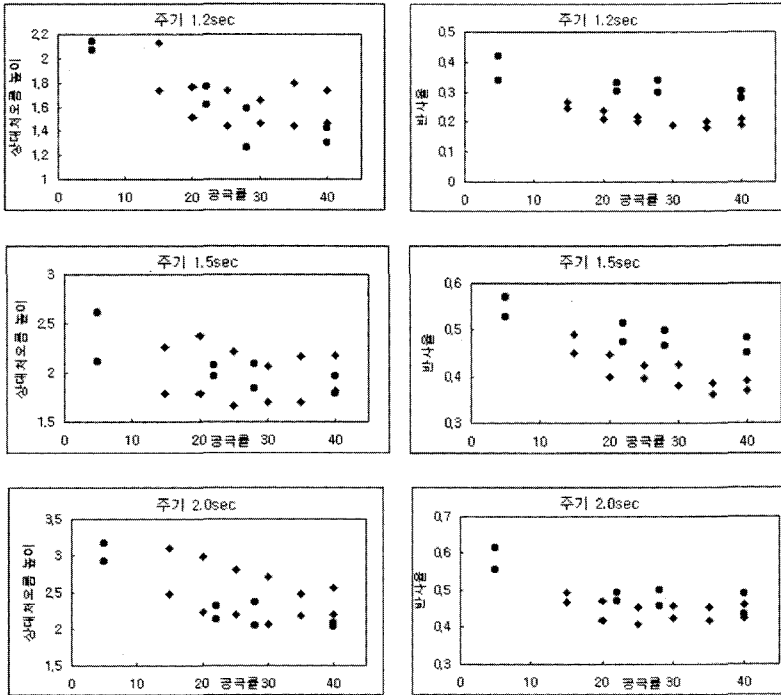 주기 1.2sec
상대처오름 높이
2,2
2
1,8
1,6
1,4
1,2
1
0 10 20 30 40
공극률
주기 1.2sec
반사율
0,5
0,4
0,3
0,2
0,1
0
0 10 20 30 40
공극률
주기 1.5sec
상대처오름 높이
3
2,5
2
1,5
0 10 20 30 40
공극률
주기 1.5sec
반사율
0,6
0,5
0,4
0,3
0 10 20 30 40
공극률
주기 2.0sec
상대처오름 높이
3,5
3
2,5
2
1,5
0 10 20 30 40
공극률
주기 2.0sec
반사율
0,7
0,6
0,5
0,4
0,3
0 10 20 30 40
공극률